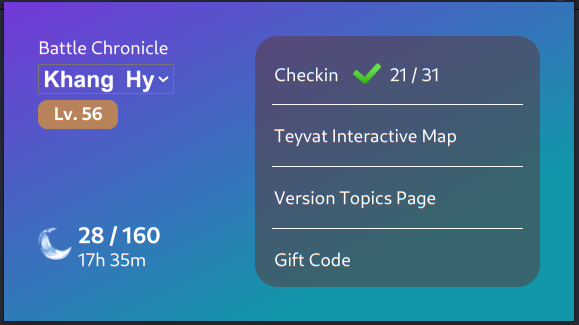 Battle Chronicle
Khang Hy
Lv. 56
28 / 160
17h 35m
Checkin 21 / 31
Teyvat Interactive Map
Version Topics Page
Gift Code